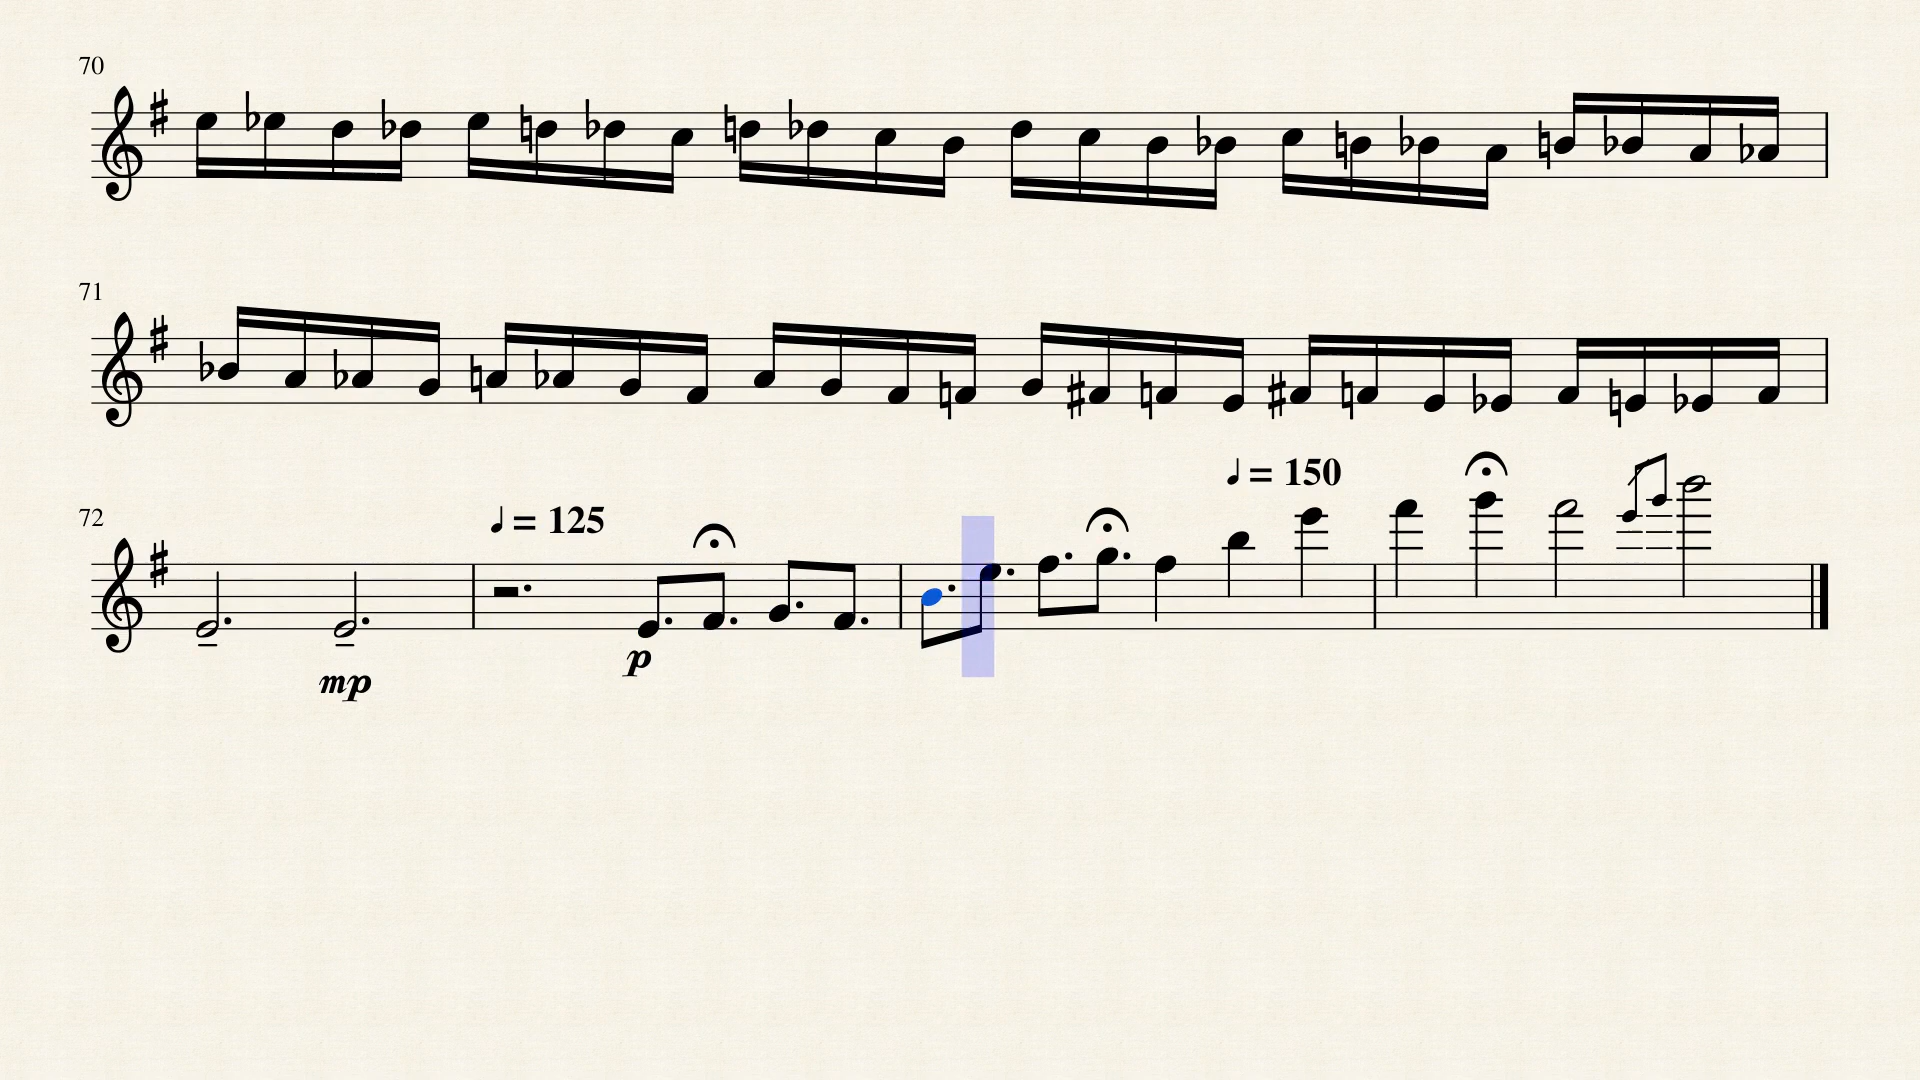 70
71
♩ = 150
72
♩ = 125
p
mp